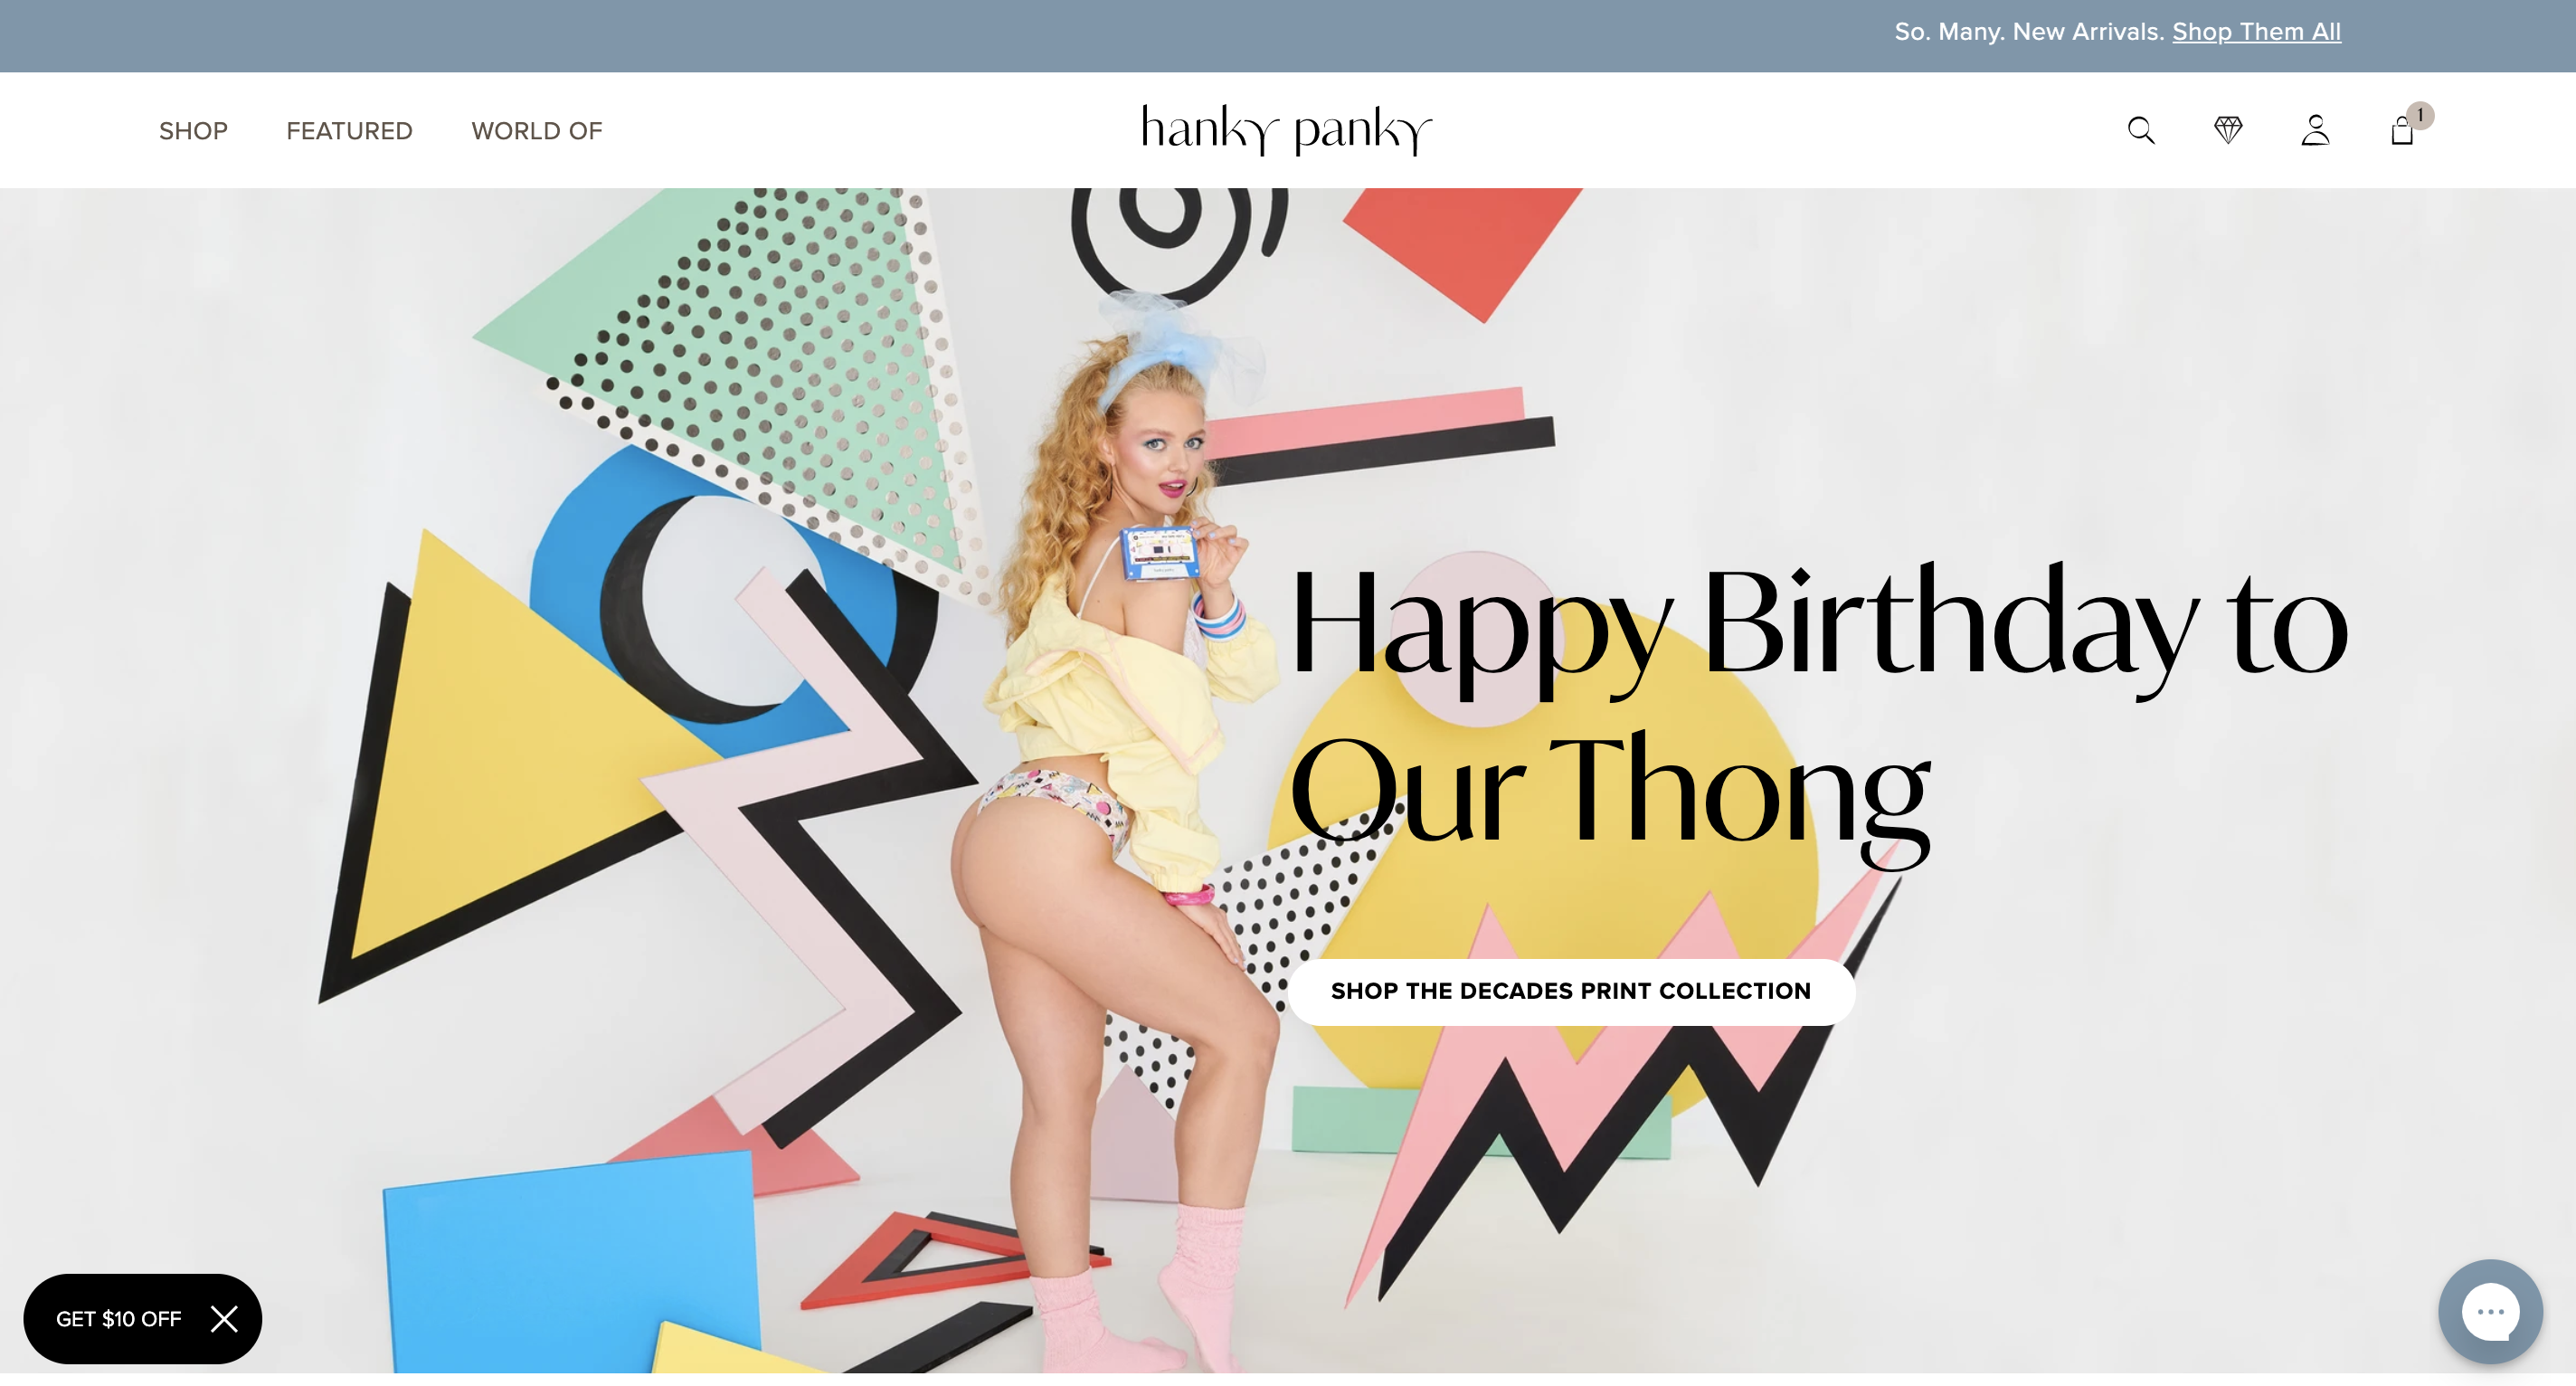 So. Many. New Arrivals. Shop Them All
SHOP FEATURED WORLD OF
hanky panky
1
Happy Birthday to
Our Thong
SHOP THE DECADES PRINT COLLECTION
GET $10 OFF